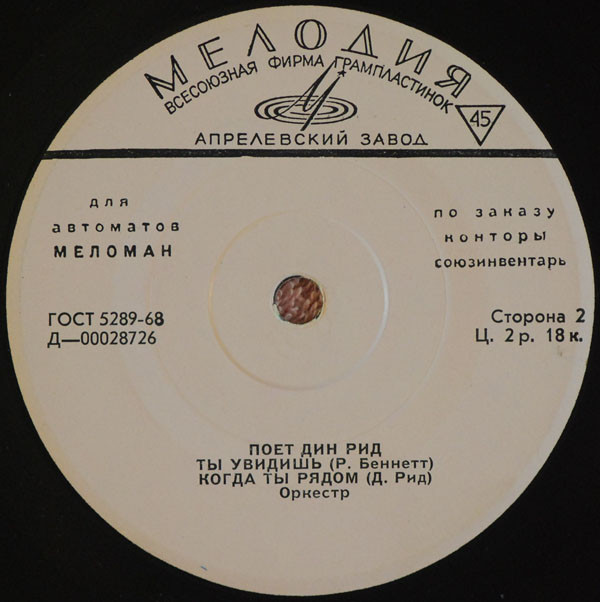 МЕЛОДИЯ
ВСЕСОЮЗНАЯ ФИРМА ГРАМПЛАСТИНОК
45
АПРЕЛЕВСКИЙ ЗАВОД
для
автоматов
МЕЛОМАН
по заказу
конторы
союзинвентарь
ГОСТ 5289-68
Д—00028726
Сторона 2
Ц. 2 р. 18 к.
ПОЕТ ДИН РИД
ТЫ УВИДИШЬ (Р. Беннетт)
КОГДА ТЫ РЯДОМ (Д. Рид)
Оркестр